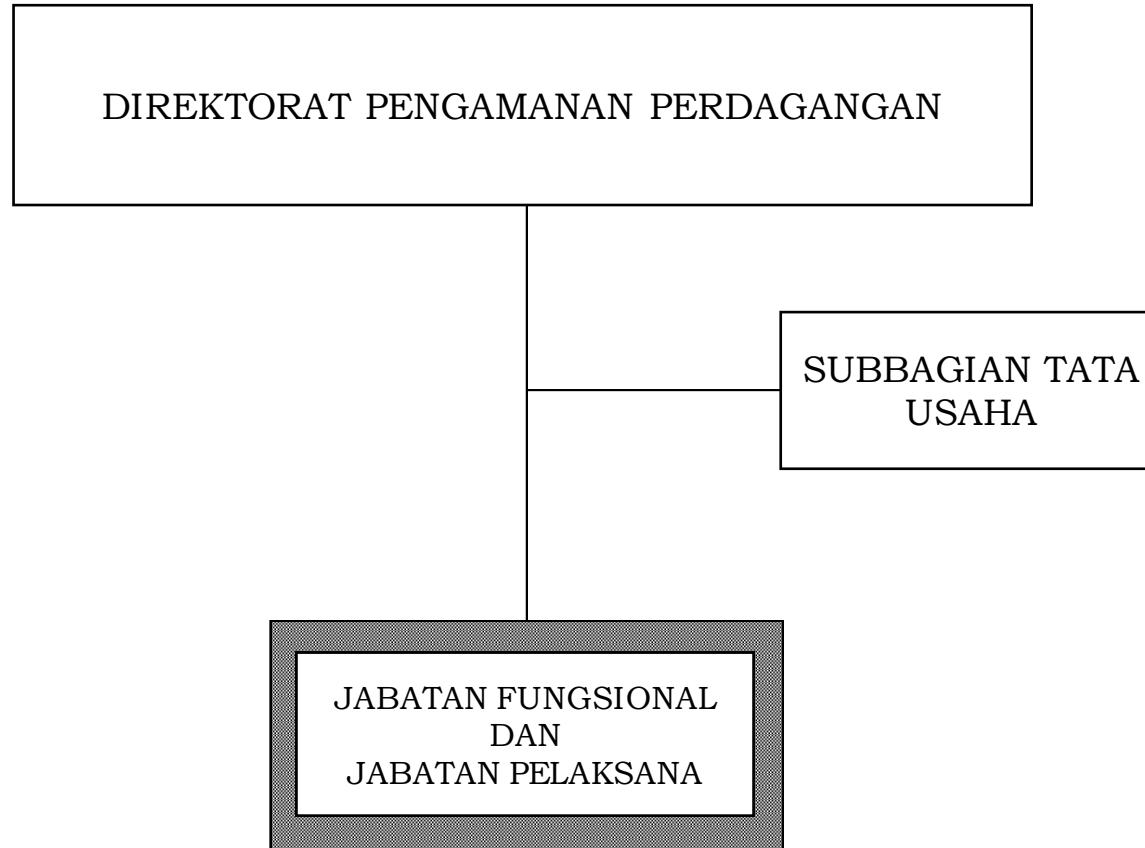 DIREKTORAT PENGAMANAN PERDAGANGAN
SUBBAGIAN TATA
USAHA
JABATAN FUNGSIONAL
DAN
JABATAN PELAKSANA